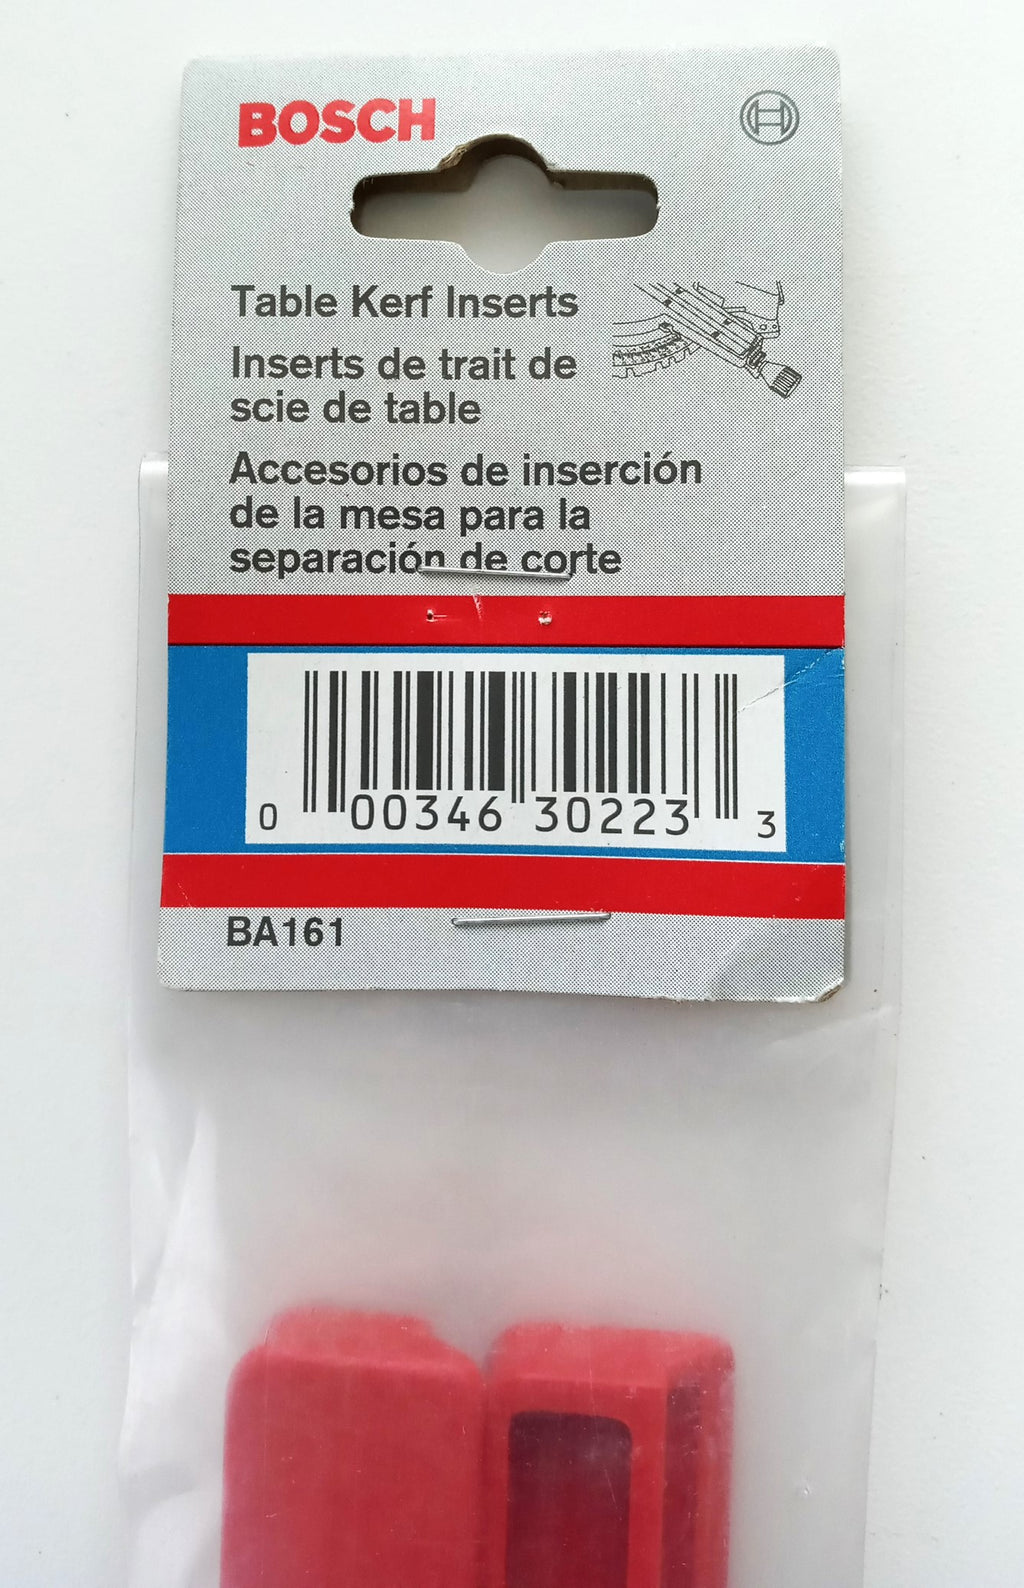 BOSCH
Table Kerf Inserts
Inserts de trait de
scie de table
Accesorios de inserción
de la mesa para la
separación de corte
0 00346 30223 3
BA161